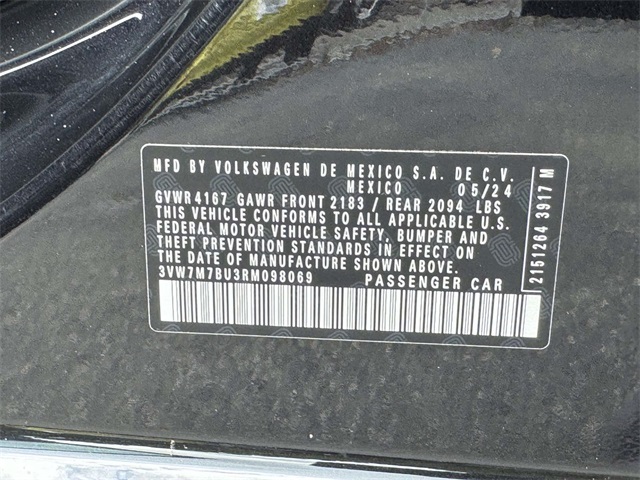 MFD BY VOLKSWAGEN DE MEXICO S.A. DE C.V.
MEXICO 05/24
GVWR4167 GAWR FRONT 2183 / REAR 2094 LBS
THIS VEHICLE CONFORMS TO ALL APPLICABLE U.S.
FEDERAL MOTOR VEHICLE SAFETY, BUMPER AND
THEFT PREVENTION STANDARDS IN EFFECT ON
THE DATE OF MANUFACTURE SHOWN ABOVE.
3VW7M7BU3RM098069 PASSENGER CAR
2151264 3917 M